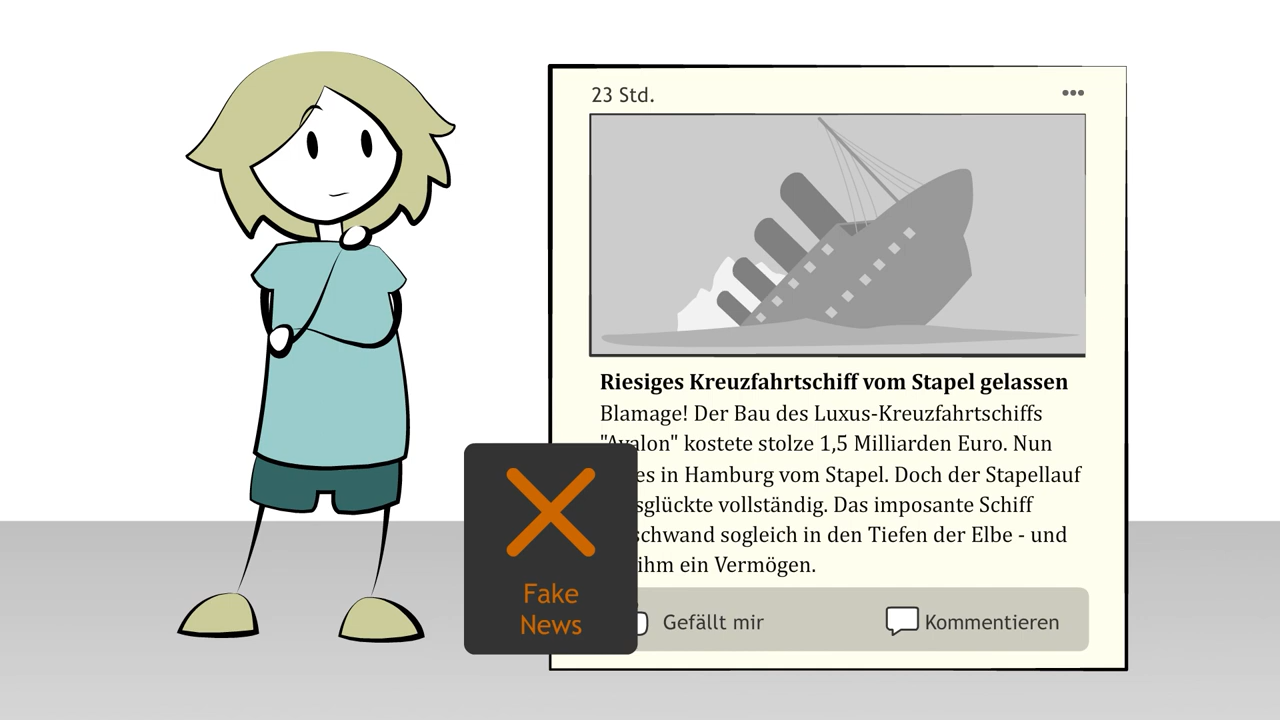 23 Std.
Riesiges Kreuzfahrtschiff vom Stapel gelassen
Blamage! Der Bau des Luxus-Kreuzfahrtschiffs
"Avalon" kostete stolze 1,5 Milliarden Euro. Nun
es in Hamburg vom Stapel. Doch der Stapellauf
sglückte vollständig. Das imposante Schiff
schwand sogleich in den Tiefen der Elbe - und
ihm ein Vermögen.
Gefällt mir
Kommentieren
Fake
News